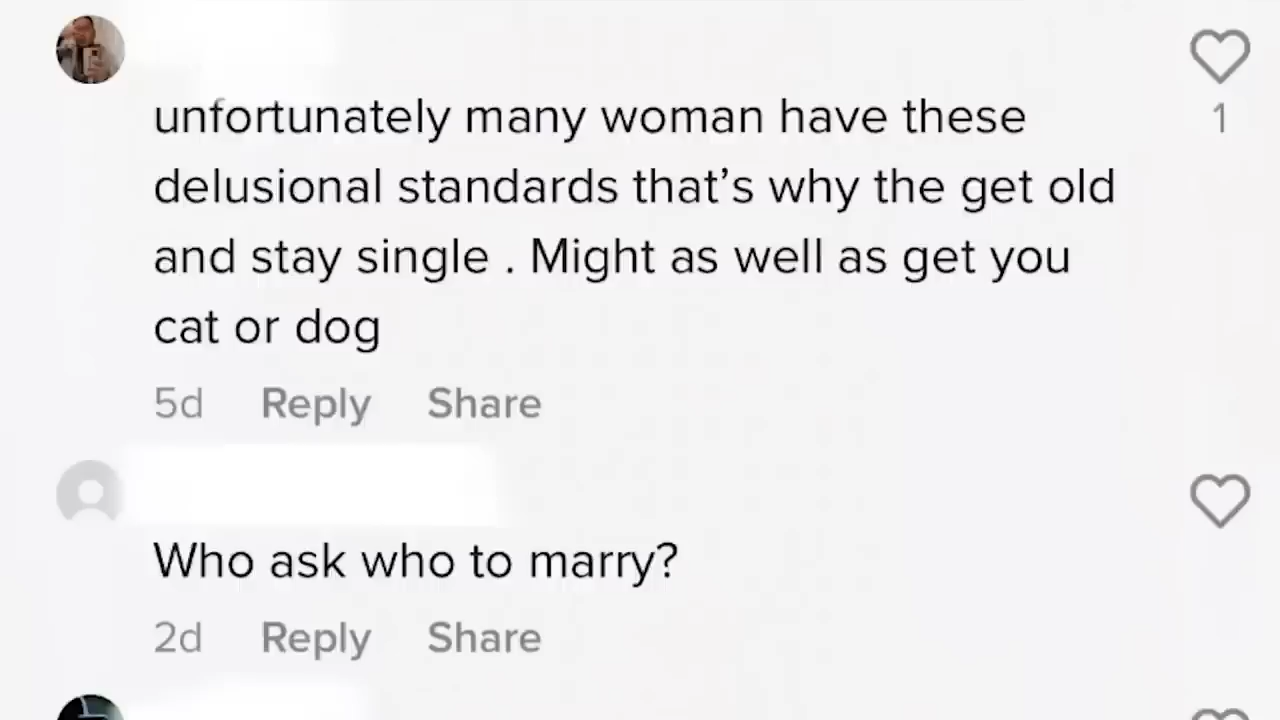 1
unfortunately many woman have these
delusional standards that's why the get old
and stay single . Might as well as get you
cat or dog
5d Reply Share
Who ask who to marry?
2d Reply Share